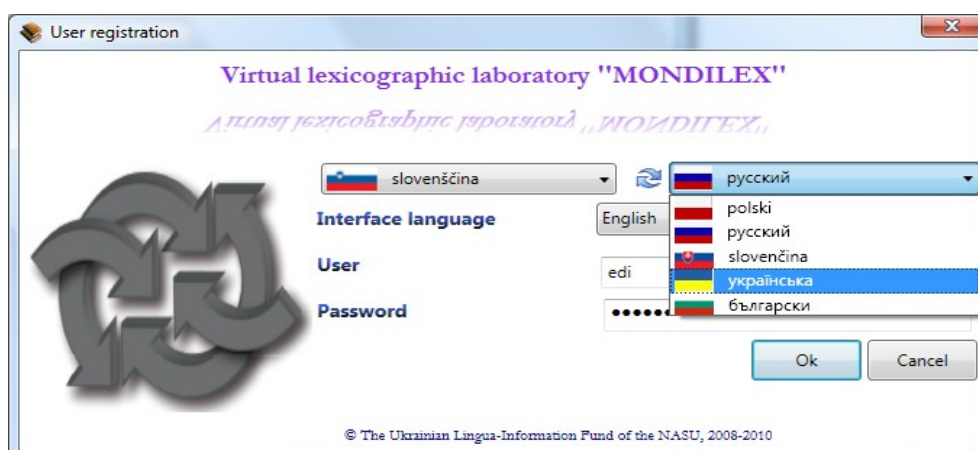 User registration
Virtual lexicographic laboratory "MONDILEX"
Virtual lexicographic laboratory "MONDILEX"
slovenščina
русский
polski
Interface language
English
русский
slovenčina
User
edi
українська
Password
български
Ok
Cancel
© The Ukrainian Lingua-Information Fund of the NASU, 2008-2010